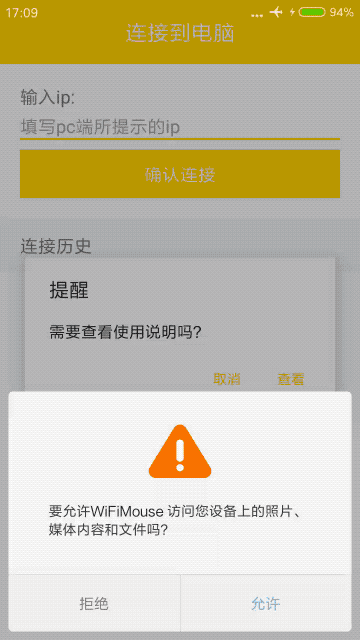 17:09
94%
连接到电脑
输入ip:
填写pc端所提示的ip
确认连接
连接历史
提醒
需要查看使用说明吗?
取消 查看
要允许WiFiMouse 访问您设备上的照片、
媒体内容和文件吗?
拒绝 允许